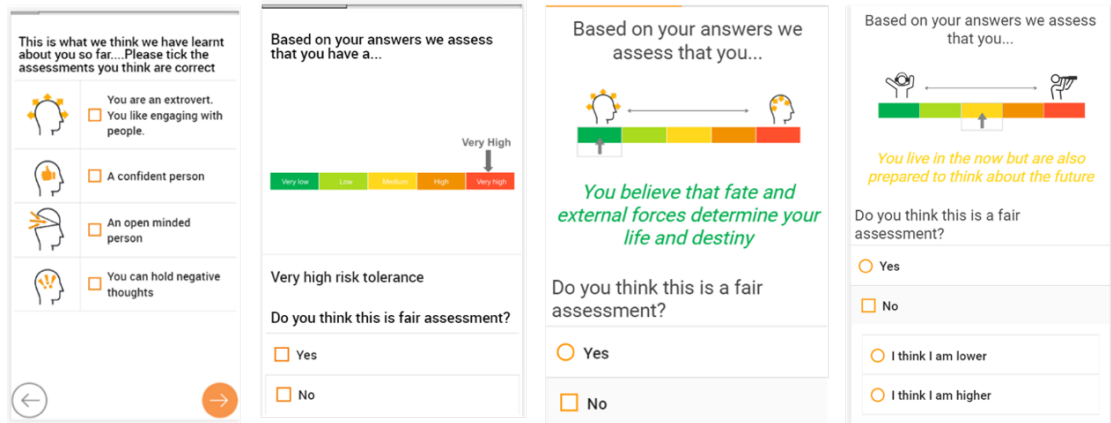 This is what we think we have learnt
about you so far....Please tick the
assessments you think are correct
You are an extrovert.
You like engaging with
people.
A confident person
An open minded
person
You can hold negative
thoughts
Based on your answers we assess
that you have a...
Very High
Very low Low Medium High Very high
Very high risk tolerance
Do you think this is fair assessment?
Yes
No
Based on your answers we
assess that you...
You believe that fate and
external forces determine your
life and destiny
Do you think this is a fair
assessment?
Yes
No
Based on your answers we assess
that you...
You live in the now but are also
prepared to think about the future
Do you think this is a fair
assessment?
Yes
No
I think I am lower
I think I am higher